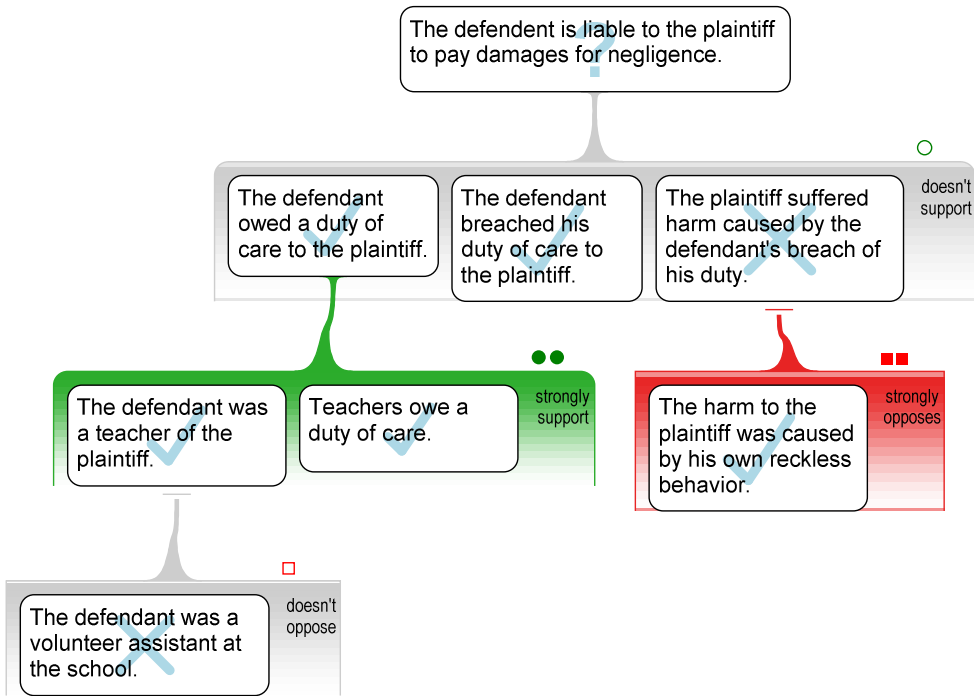 The defendent is liable to the plaintiff
to pay damages for negligence.
?
doesn't
support
The defendant
owed a duty of
care to the plaintiff.
The defendant
breached his
duty of care to
the plaintiff.
The plaintiff suffered
harm caused by the
defendant's breach of
his duty.
strongly
support
The defendant was
a teacher of the
plaintiff.
Teachers owe a
duty of care.
strongly
opposes
The harm to the
plaintiff was caused
by his own reckless
behavior.
doesn't
oppose
The defendant was a
volunteer assistant at
the school.